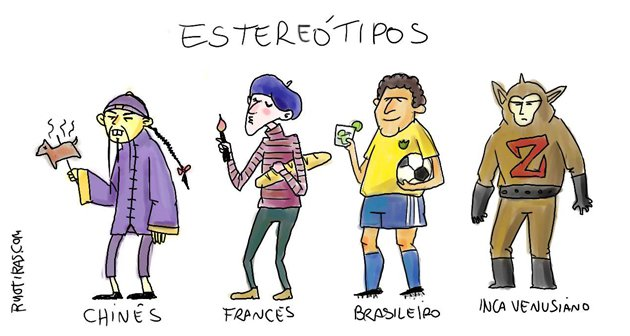 ESTEREÓTIPOS
Z
CHINÊS
FRANCÊS
BRASILEIRO
INCA VENUSIANO